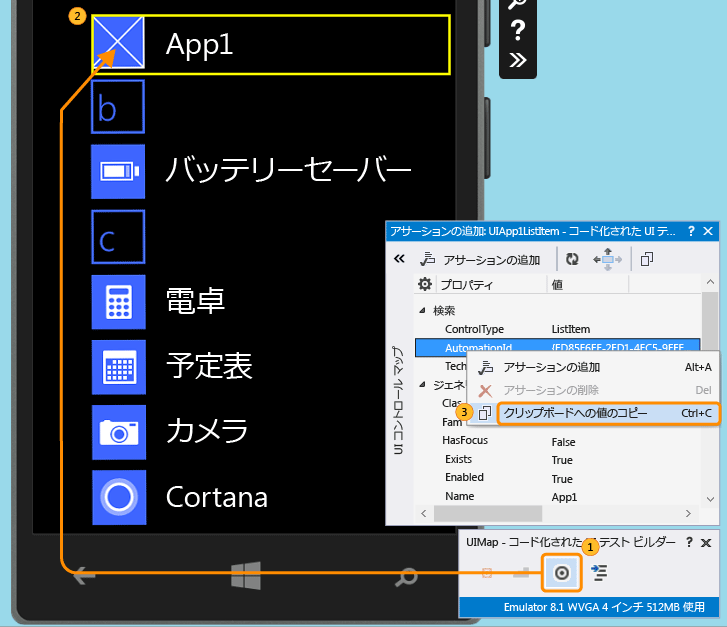 2
App1
b
バッテリーセーバー
c
電卓
予定表
カメラ
Cortana
?
アサーションの追加: UIApp1ListItem - コード化された UI テ... ?
アサーションの追加
プロパティ 値
検索
ControlType ListItem
AutomationId
Tech
アサーションの追加 Alt+A
アサーションの削除 Del
3 クリップボードへの値のコピー Ctrl+C
ジェネ
Clas
Fam
HasFocus False
Exists True
Enabled True
Name App1
UI コントロール マップ
UIMap - コード化された テスト ビルダー ?
1
Emulator 8.1 WVGA 4 インチ 512MB 使用